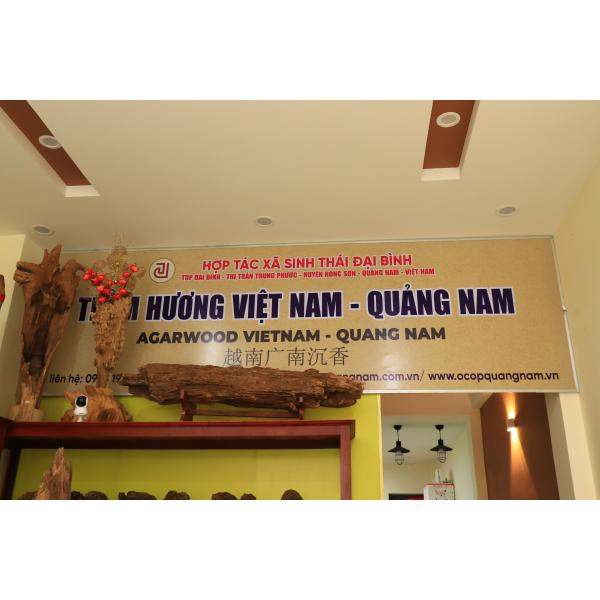 HỢP TÁC XÃ SINH THÁI ĐẠI BÌNH
TDP ĐẠI BÌNH - THỊ TRẤN TRUNG PHƯỚC - HUYỆN NÔNG SƠN - QUẢNG NAM - VIỆT NAM
HƯƠNG VIỆT NAM - QUẢNG NAM
AGARWOOD VIETNAM - QUANG NAM
越南广南沉香
liên hệ: www.ocopquangnam.vn